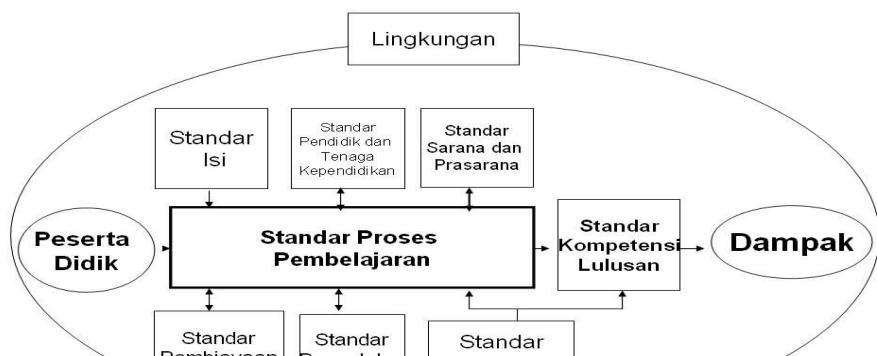 Lingkungan
Standar
Isi
Standar
Pendidik dan
Tenaga
Kependidikan
Standar
Sarana dan
Prasarana
Peserta
Didik
Standar Proses
Pembelajaran
Standar
Kompetensi
Lulusan
Dampak
Standar
Pembiayaan
Standar
Standar